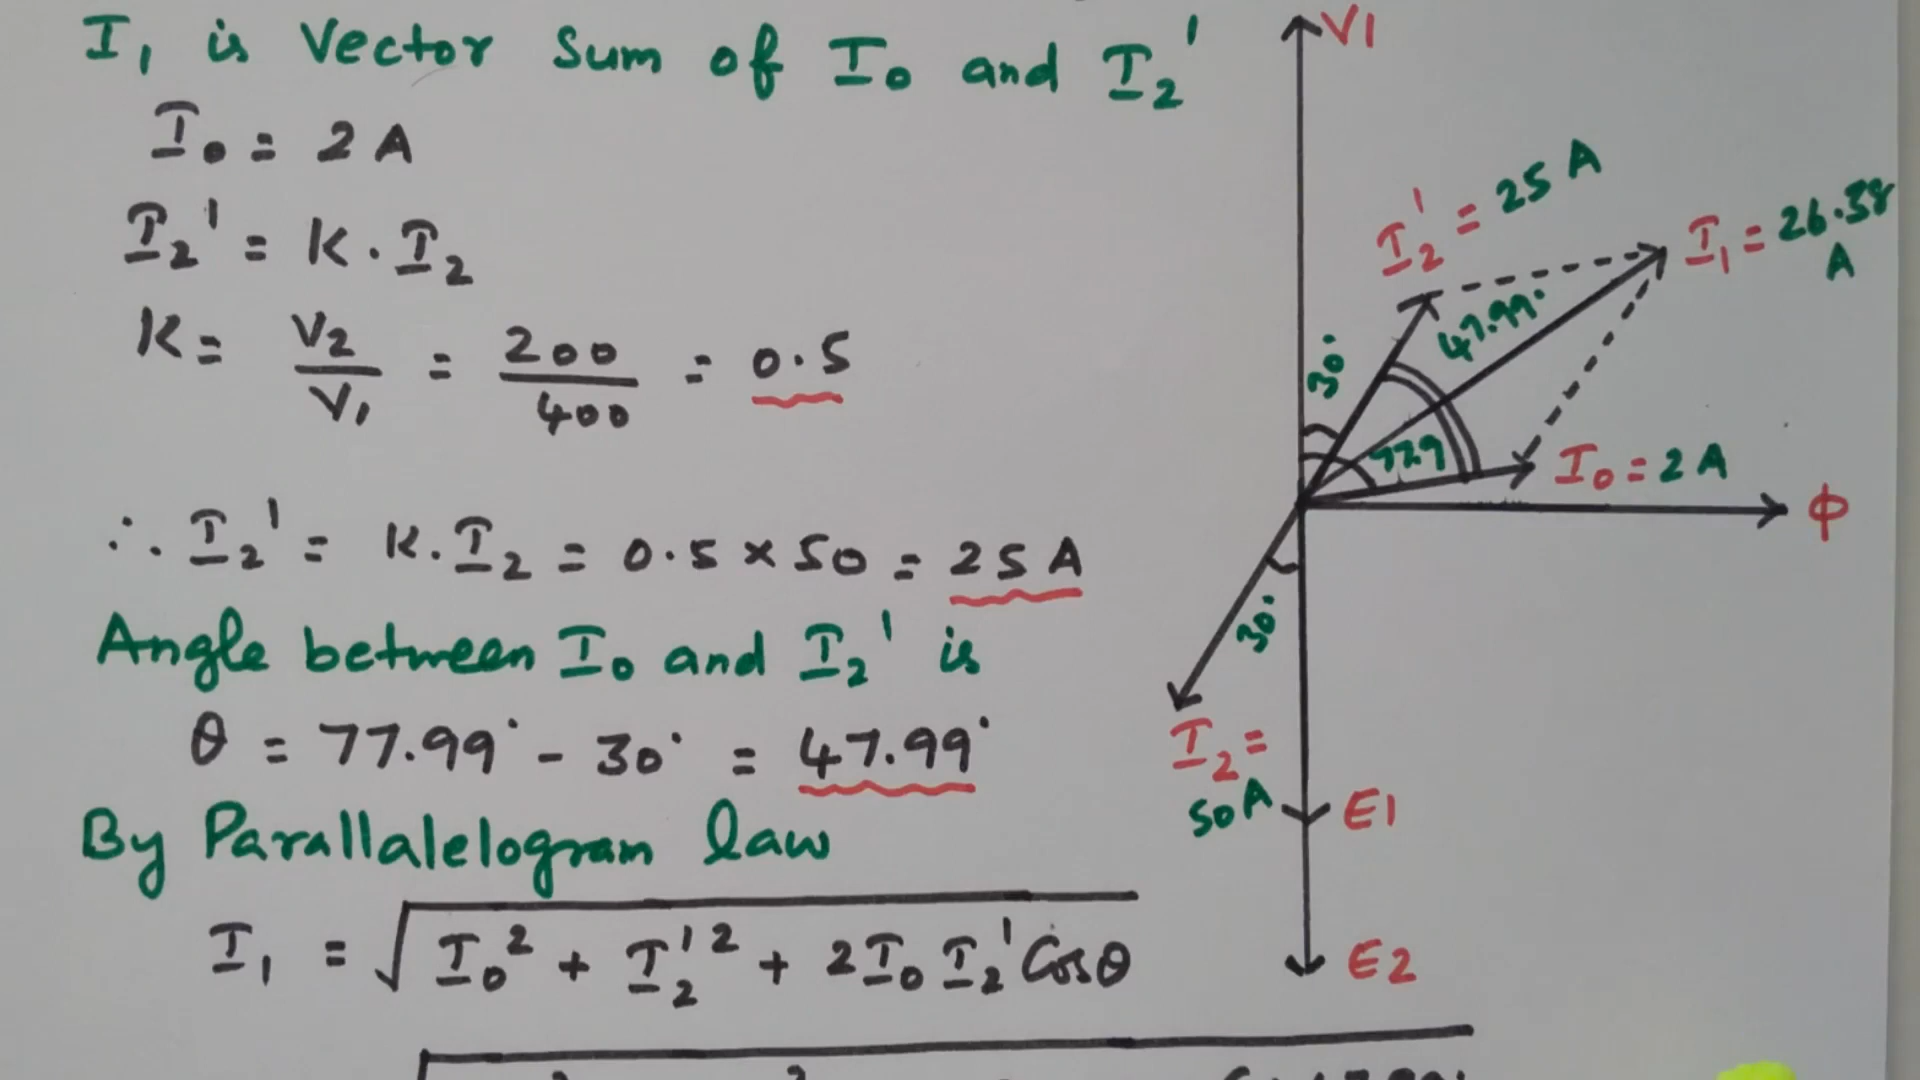 I₁ is Vector Sum of I₀ and I₂'
I₀ = 2 A
I₂' = K . I₂
K = V₂ / V₁ = 200 / 400 = 0.5
∴ I₂' = K . I₂ = 0.5 × 50 = 25 A
Angle between I₀ and I₂' is
θ = 77.99° - 30° = 47.99°
By Parallalelogram law
I₁ = √(I₀² + I₂'² + 2I₀ I₂' Cosθ)
V1
I₂' = 25 A
I₁ = 26.38 A
47.99°
30°
77.9
I₀ = 2 A
ϕ
30°
I₂ = 50A
E1
E2